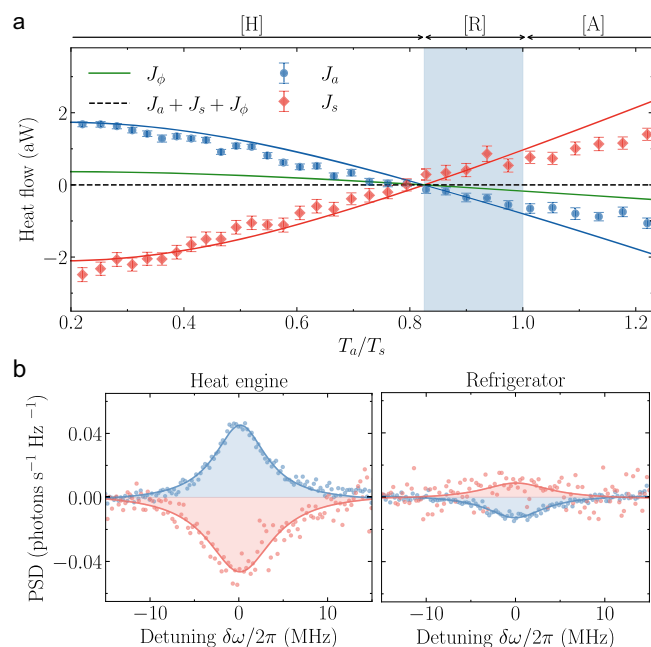 a
[H] [R] [A]
J_ϕ J_a
J_a + J_s + J_ϕ J_s
Heat flow (aW)
2
0
−2
0.2 0.4 0.6 0.8 1.0 1.2
T_a/T_s
b
Heat engine Refrigerator
PSD (photons s⁻¹ Hz⁻¹)
0.04
0.00
−0.04
−10 0 10 −10 0 10
Detuning δω/2π (MHz) Detuning δω/2π (MHz)